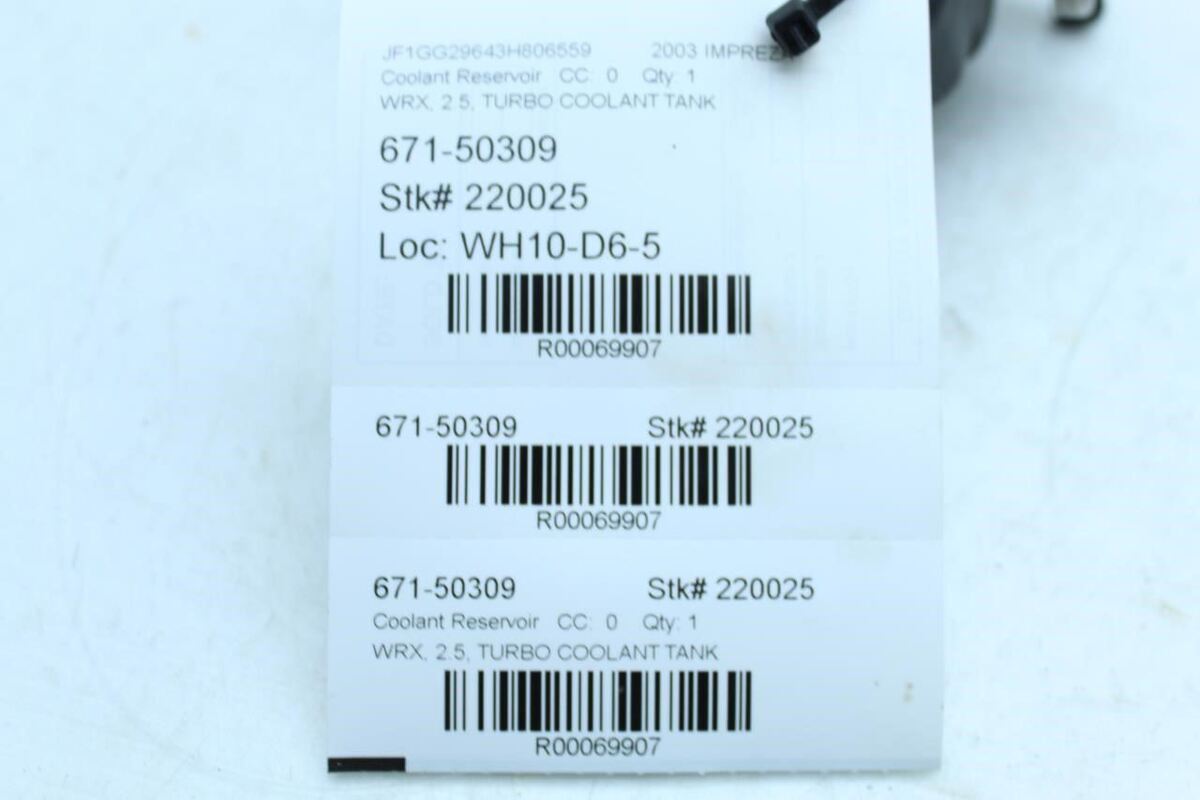 JF1GG29643H806559 2003 IMPREZ
Coolant Reservoir CC: 0 Qty: 1
WRX, 2.5, TURBO COOLANT TANK
671-50309
Stk# 220025
Loc: WH10-D6-5
R00069907
671-50309 Stk# 220025
R00069907
671-50309 Stk# 220025
Coolant Reservoir CC: 0 Qty: 1
WRX, 2.5, TURBO COOLANT TANK
R00069907